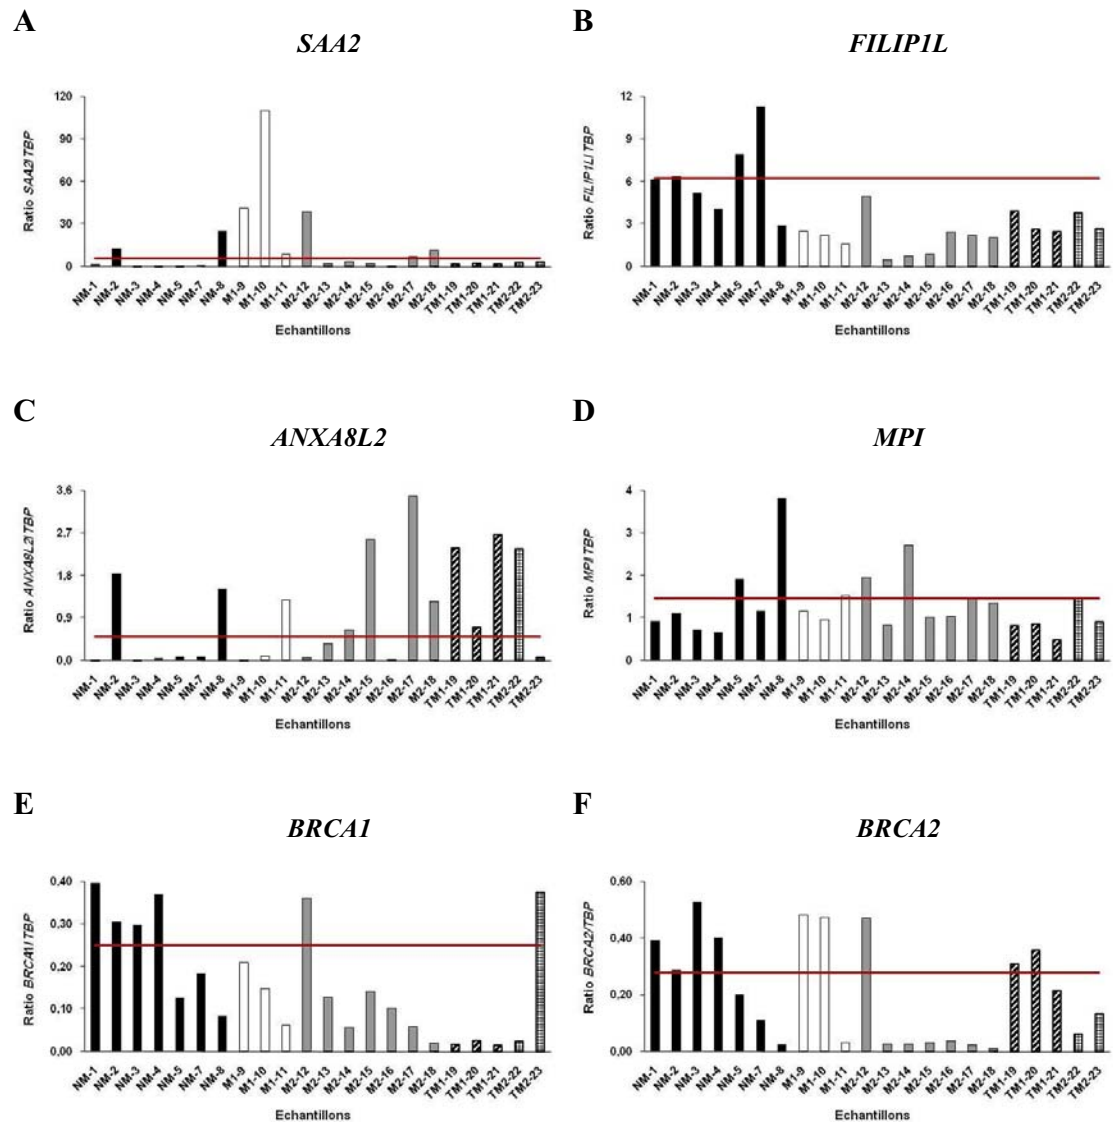 A
SAA2
120
90
60
30
0
Ratio SAA2/TBP
NM-1 NM-2 NM-3 NM-4 NM-5 NM-7 NM-8 M1-9 M1-10 M1-11 M2-12 M2-13 M2-14 M2-15 M2-16 M2-17 M2-18 TM1-19 TM1-20 TM1-21 TM2-22 TM2-23
Echantillons
B
FILIP1L
12
9
6
3
0
Ratio FILIP1L/TBP
NM-1 NM-2 NM-3 NM-4 NM-5 NM-7 NM-8 M1-9 M1-10 M1-11 M2-12 M2-13 M2-14 M2-15 M2-16 M2-17 M2-18 TM1-19 TM1-20 TM1-21 TM2-22 TM2-23
Echantillons
C
ANXA8L2
3,6
2,7
1,8
0,9
0,0
Ratio ANXA8L2/TBP
NM-1 NM-2 NM-3 NM-4 NM-5 NM-7 NM-8 M1-9 M1-10 M1-11 M2-12 M2-13 M2-14 M2-15 M2-16 M2-17 M2-18 TM1-19 TM1-20 TM1-21 TM2-22 TM2-23
Echantillons
D
MPI
4
3
2
1
0
Ratio MPI/TBP
NM-1 NM-2 NM-3 NM-4 NM-5 NM-7 NM-8 M1-9 M1-10 M1-11 M2-12 M2-13 M2-14 M2-15 M2-16 M2-17 M2-18 TM1-19 TM1-20 TM1-21 TM2-22 TM2-23
Echantillons
E
BRCA1
0,40
0,30
0,20
0,10
0,00
Ratio BRCA1/TBP
NM-1 NM-2 NM-3 NM-4 NM-5 NM-7 NM-8 M1-9 M1-10 M1-11 M2-12 M2-13 M2-14 M2-15 M2-16 M2-17 M2-18 TM1-19 TM1-20 TM1-21 TM2-22 TM2-23
Echantillons
F
BRCA2
0,60
0,40
0,20
0,00
Ratio BRCA2/TBP
NM-1 NM-2 NM-3 NM-4 NM-5 NM-7 NM-8 M1-9 M1-10 M1-11 M2-12 M2-13 M2-14 M2-15 M2-16 M2-17 M2-18 TM1-19 TM1-20 TM1-21 TM2-22 TM2-23
Echantillons